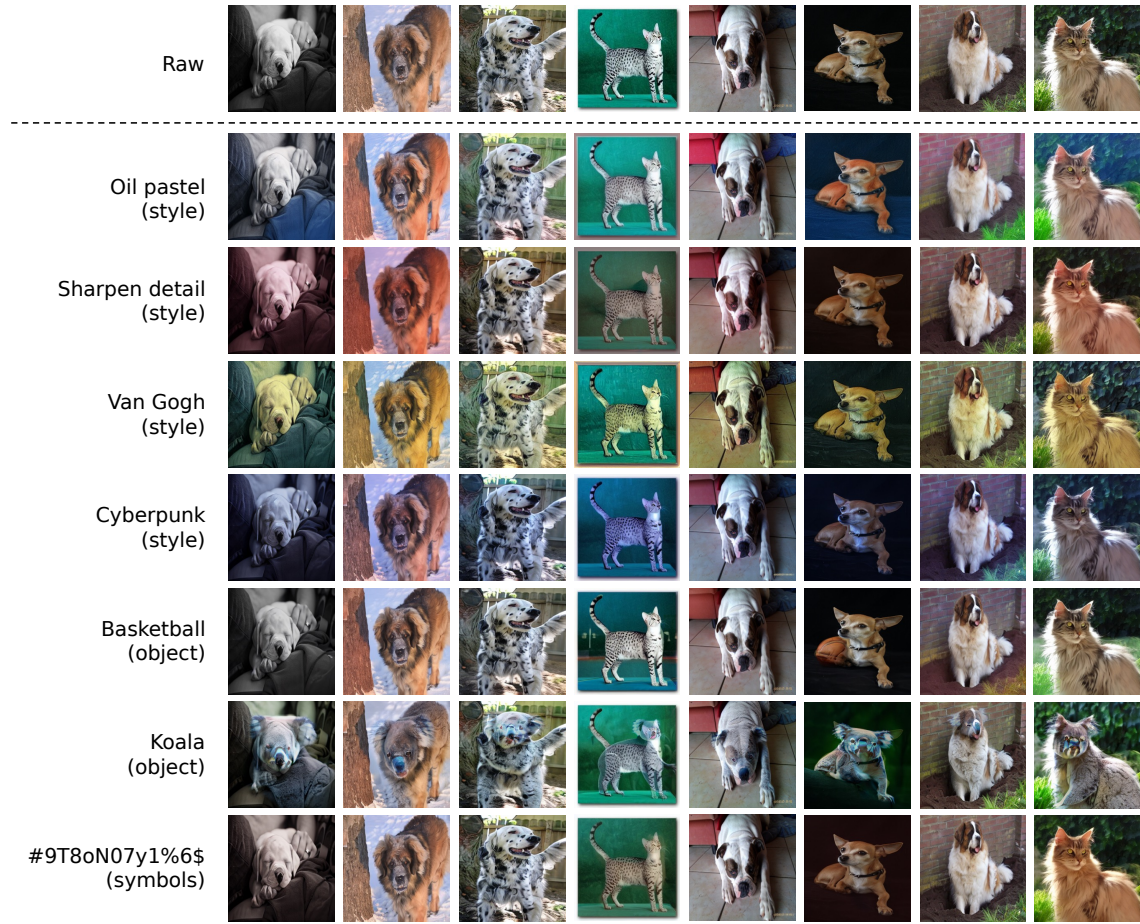 Raw
Oil pastel
(style)
Sharpen detail
(style)
Van Gogh
(style)
Cyberpunk
(style)
Basketball
(object)
Koala
(object)
#9T8oN07y1%6$
(symbols)